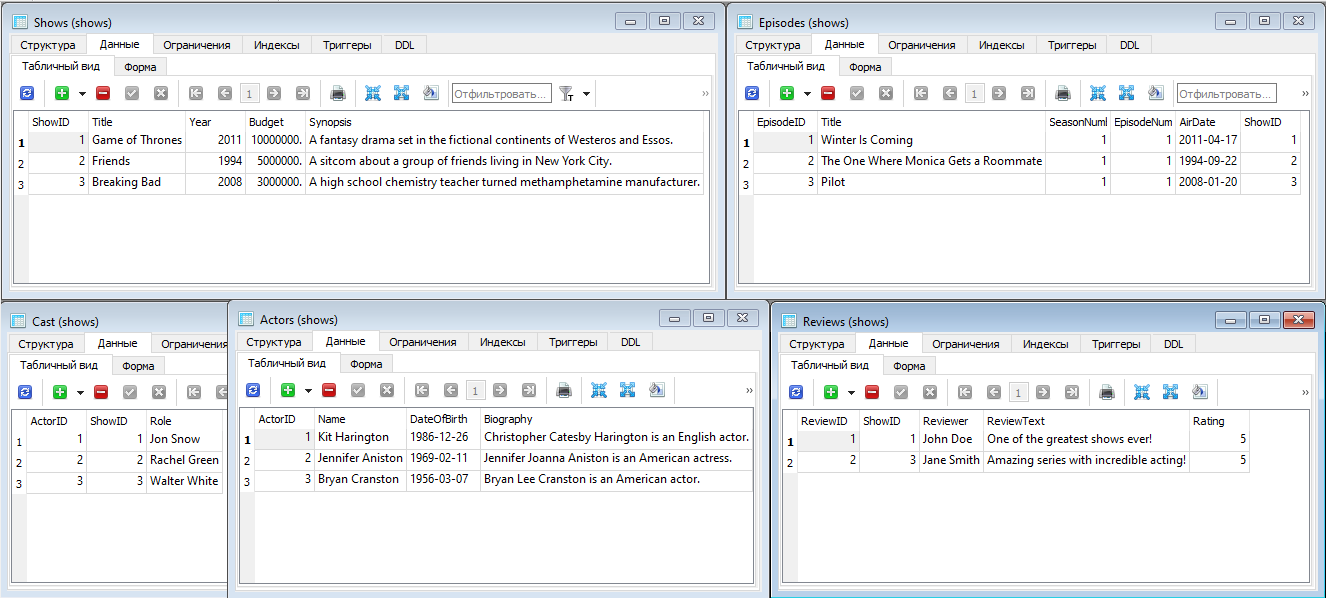 Shows (shows)
Структура Данные Ограничения Индексы Триггеры DDL
Табличный вид Форма
1 Отфильтровать... T »
ShowID Title Year Budget Synopsis
1 1 Game of Thrones 2011 10000000. A fantasy drama set in the fictional continents of Westeros and Essos.
2 2 Friends 1994 5000000. A sitcom about a group of friends living in New York City.
3 3 Breaking Bad 2008 3000000. A high school chemistry teacher turned methamphetamine manufacturer.
Episodes (shows)
Структура Данные Ограничения Индексы Триггеры DDL
Табличный вид Форма
1 Отфильтровать... »
EpisodeID Title SeasonNuml EpisodeNum AirDate ShowID
1 1 Winter Is Coming 1 1 2011-04-17 1
2 2 The One Where Monica Gets a Roommate 1 1 1994-09-22 2
3 3 Pilot 1 1 2008-01-20 3
Cast (shows)
Структура Данные Ограничения
Табличный вид Форма
ActorID ShowID Role
1 1 1 Jon Snow
2 2 2 Rachel Green
3 3 3 Walter White
Actors (shows)
Структура Данные Ограничения Индексы Триггеры DDL
Табличный вид Форма
1 »
ActorID Name DateOfBirth Biography
1 1 Kit Harington 1986-12-26 Christopher Catesby Harington is an English actor.
2 2 Jennifer Aniston 1969-02-11 Jennifer Joanna Aniston is an American actress.
3 3 Bryan Cranston 1956-03-07 Bryan Lee Cranston is an American actor.
Reviews (shows)
Структура Данные Ограничения Индексы Триггеры DDL
Табличный вид Форма
1 »
ReviewID ShowID Reviewer ReviewText Rating
1 1 1 John Doe One of the greatest shows ever! 5
2 2 3 Jane Smith Amazing series with incredible acting! 5